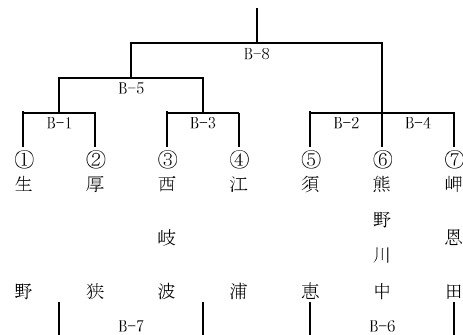 B-8
B-5
B-1
B-3
B-2
B-4
①
生野
②
厚狭
③
西岐波
④
江浦
⑤
須恵
⑥
熊野川中
⑦
岬恩田
B-7
B-6